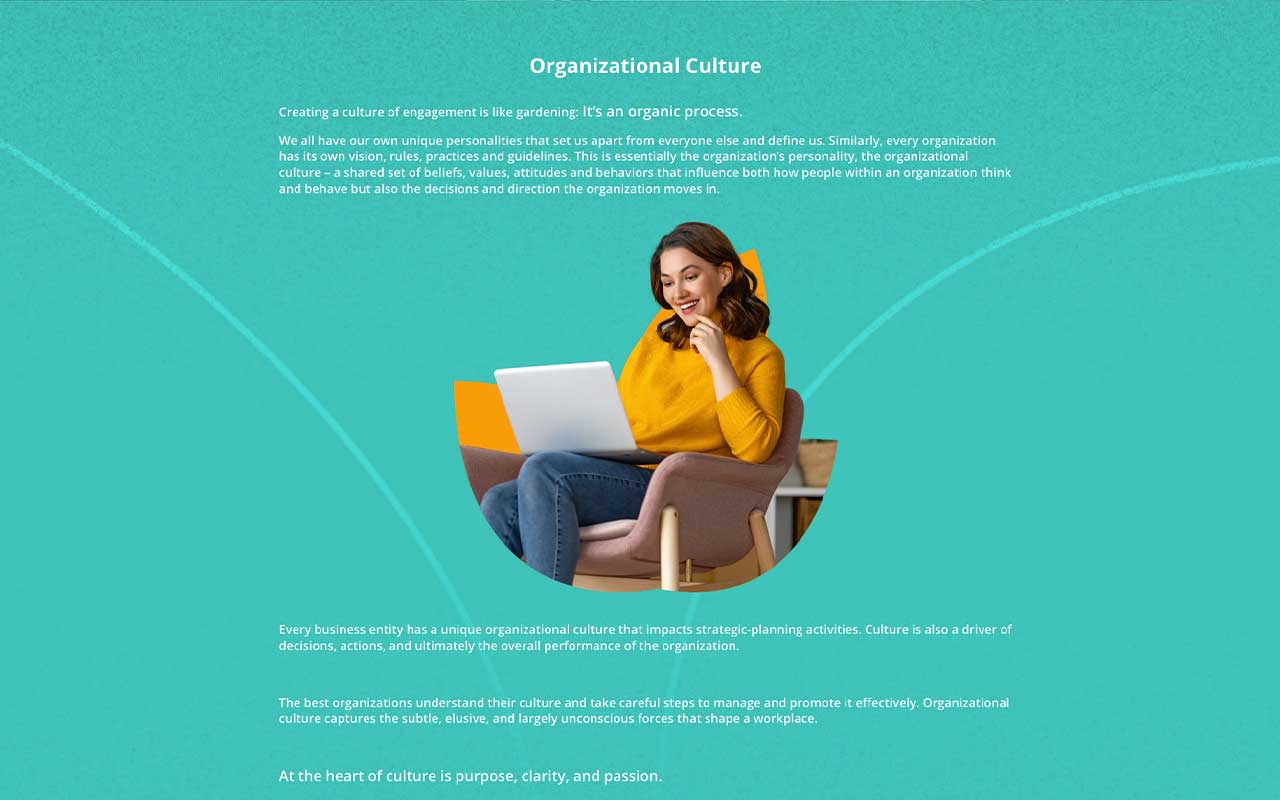 Organizational Culture
Creating a culture of engagement is like gardening: It's an organic process.
We all have our own unique personalities that set us apart from everyone else and define us. Similarly, every organization
has its own vision, rules, practices and guidelines. This is essentially the organization's personality, the organizational
culture – a shared set of beliefs, values, attitudes and behaviors that influence both how people within an organization think
and behave but also the decisions and direction the organization moves in.
Every business entity has a unique organizational culture that impacts strategic-planning activities. Culture is also a driver of
decisions, actions, and ultimately the overall performance of the organization.
The best organizations understand their culture and take careful steps to manage and promote it effectively. Organizational
culture captures the subtle, elusive, and largely unconscious forces that shape a workplace.
At the heart of culture is purpose, clarity, and passion.